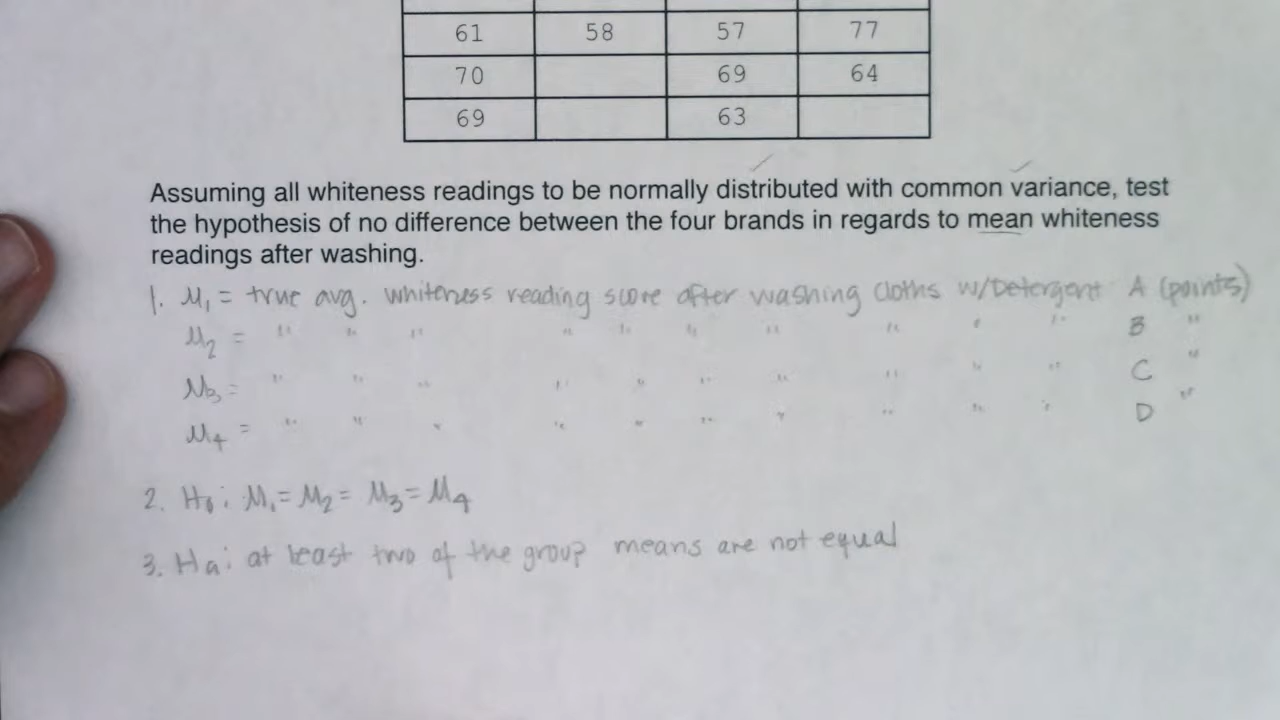 61 58 57 77
70 69 64
69 63
Assuming all whiteness readings to be normally distributed with common variance, test
the hypothesis of no difference between the four brands in regards to mean whiteness
readings after washing.
1. μ₁ = true avg. whiteness reading score after washing cloths w/Detergent A (points)
μ₂ = " " " " " " " " " " B "
μ₃ = " " " " " " " " " " C "
μ₄ = " " " " " " " " " " D "
2. H₀: μ₁ = μ₂ = μ₃ = μ₄
3. Ha: at least two of the group means are not equal